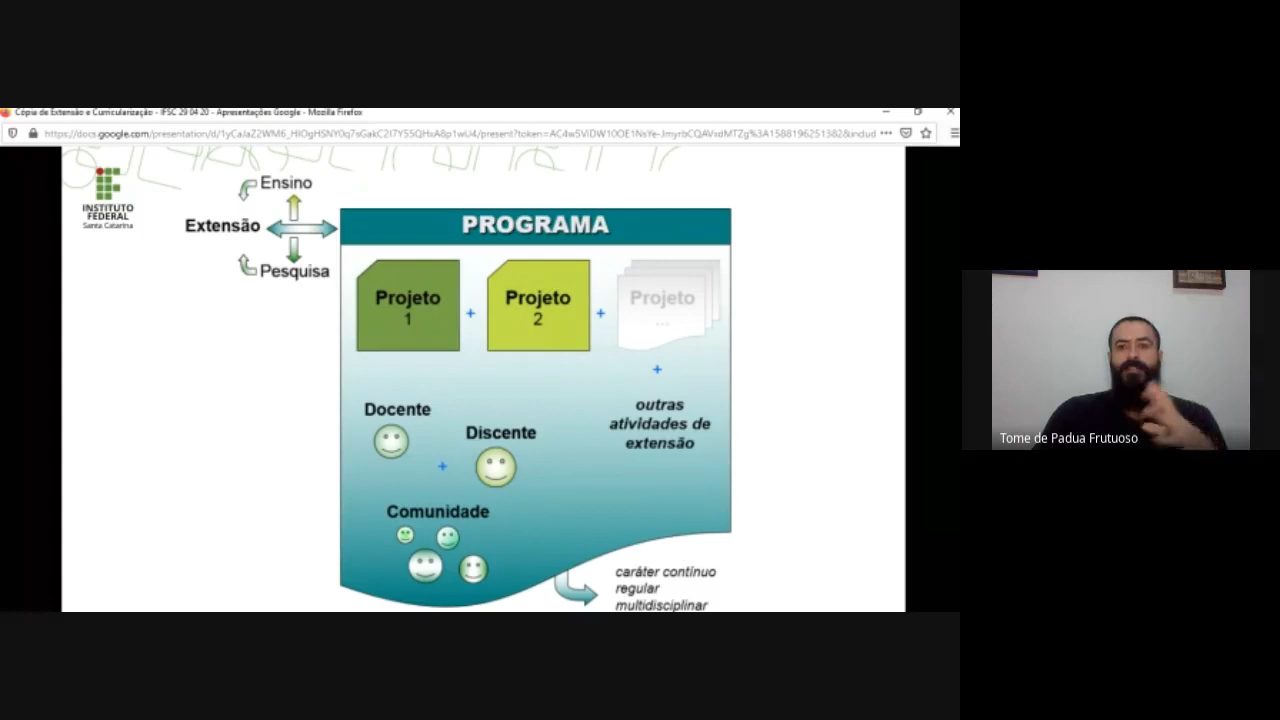 Cópia de Extensão e Curricularização - IFSC 29 04 20 - Apresentações Google - Mozilla Firefox
INSTITUTO
FEDERAL
Santa Catarina
Ensino
Extensão
Pesquisa
PROGRAMA
Projeto
1
+
Projeto
2
+
Projeto
...
+
outras
atividades de
extensão
Docente
+
Discente
Comunidade
caráter contínuo
regular
multidisciplinar
Tome de Padua Frutuoso